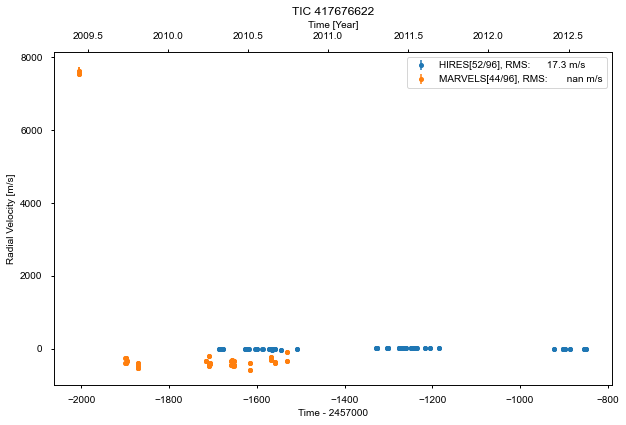 TIC 417676622
Time [Year]
2009.5 2010.0 2010.5 2011.0 2011.5 2012.0 2012.5
HIRES[52/96], RMS: 17.3 m/s
MARVELS[44/96], RMS: nan m/s
8000
6000
4000
2000
0
Radial Velocity [m/s]
−2000 −1800 −1600 −1400 −1200 −1000 −800
Time - 2457000